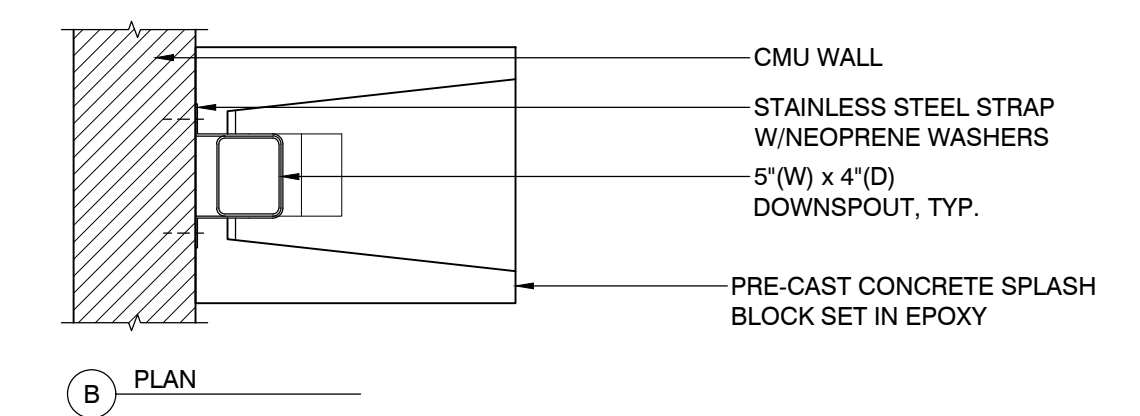 CMU WALL
STAINLESS STEEL STRAP
W/NEOPRENE WASHERS
5"(W) x 4"(D)
DOWNSPOUT, TYP.
PRE-CAST CONCRETE SPLASH
BLOCK SET IN EPOXY
B PLAN